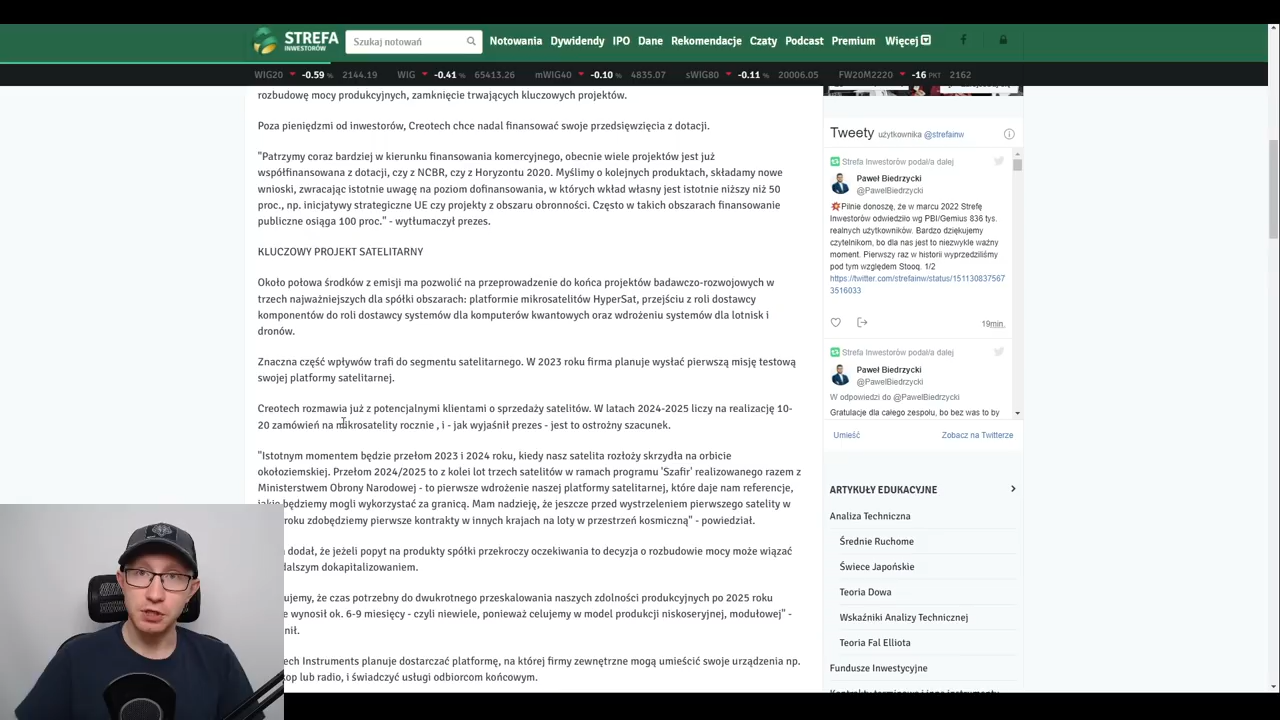 STREFA
INWESTORÓW
Szukaj notowań
Notowania Dywidendy IPO Dane Rekomendacje Czaty Podcast Premium Więcej
WIG20 -0.59 % 2144.19 WIG -0.41 % 65413.26 mWIG40 -0.10 % 4835.07 sWIG80 -0.11 % 20006.05 FW20M2220 -16 PKT 2162
rozbudowę mocy produkcyjnych, zamknięcie trwających kluczowych projektów.
Poza pieniędzmi od inwestorów, Creotech chce nadal finansować swoje przedsięwzięcia z dotacji.
"Patrzymy coraz bardziej w kierunku finansowania komercyjnego, obecnie wiele projektów jest już
współfinansowana z dotacji, czy z NCBR, czy z Horyzontu 2020. Myślimy o kolejnych produktach, składamy nowe
wnioski, zwracając istotnie uwagę na poziom dofinansowania, w których wkład własny jest istotnie niższy niż 50
proc., np. inicjatywy strategiczne UE czy projekty z obszaru obronności. Często w takich obszarach finansowanie
publiczne osiąga 100 proc." - wytłumaczył prezes.
KLUCZOWY PROJEKT SATELITARNY
Około połowa środków z emisji ma pozwolić na przeprowadzenie do końca projektów badawczo-rozwojowych w
trzech najważniejszych dla spółki obszarach: platformie mikrosatelitów HyperSat, przejściu z roli dostawcy
komponentów do roli dostawcy systemów dla komputerów kwantowych oraz wdrożeniu systemów dla lotnisk i
dronów.
Znaczna część wpływów trafi do segmentu satelitarnego. W 2023 roku firma planuje wysłać pierwszą misję testową
swojej platformy satelitarnej.
Creotech rozmawia już z potencjalnymi klientami o sprzedaży satelitów. W latach 2024-2025 liczy na realizację 10-
20 zamówień na mikrosatelity rocznie , i - jak wyjaśnił prezes - jest to ostrożny szacunek.
"Istotnym momentem będzie przełom 2023 i 2024 roku, kiedy nasz satelita rozłoży skrzydła na orbicie
okołoziemskiej. Przełom 2024/2025 to z kolei lot trzech satelitów w ramach programu 'Szafir' realizowanego razem z
Ministerstwem Obrony Narodowej - to pierwsze wdrożenie naszej platformy satelitarnej, które daje nam referencje,
jakie będziemy mogli wykorzystać za granicą. Mam nadzieję, że jeszcze przed wystrzeleniem pierwszego satelity w
roku zdobędziemy pierwsze kontrakty w innych krajach na loty w przestrzeń kosmiczną" - powiedział.
dodał, że jeżeli popyt na produkty spółki przekroczy oczekiwania to decyzja o rozbudowie mocy może wiązać
dalszym dokapitalizowaniem.
ujemy, że czas potrzebny do dwukrotnego przeskalowania naszych zdolności produkcyjnych po 2025 roku
e wynosił ok. 6-9 miesięcy - czyli niewiele, ponieważ celujemy w model produkcji niskoseryjnej, modułowej" -
nił.
ech Instruments planuje dostarczać platformę, na której firmy zewnętrzne mogą umieścić swoje urządzenia np.
kop lub radio, i świadczyć usługi odbiorcom końcowym.
Tweety użytkownika @strefainw
Strefa Inwestorów podał/a dalej
Paweł Biedrzycki
@PawelBiedrzycki
Pilnie donoszę, że w marcu 2022 Strefę
Inwestorów odwiedziło wg PBI/Gemius 836 tys.
realnych użytkowników. Bardzo dziękujemy
czytelnikom, bo dla nas jest to niezwykle ważny
moment. Pierwszy raz w historii wyprzedziliśmy
pod tym względem Stooq. 1/2
https://twitter.com/strefainw/status/151130837567
3516033
19min.
Strefa Inwestorów podał/a dalej
Paweł Biedrzycki
@PawelBiedrzycki
W odpowiedzi do @PawelBiedrzycki
Gratulacje dla całego zespołu, bo bez was to by
Umieść Zobacz na Twitterze
ARTYKUŁY EDUKACYJNE
Analiza Techniczna
Średnie Ruchome
Świece Japońskie
Teoria Dowa
Wskaźniki Analizy Technicznej
Teoria Fal Elliota
Fundusze Inwestycyjne
Kontrakty terminowe i inne instrumenty